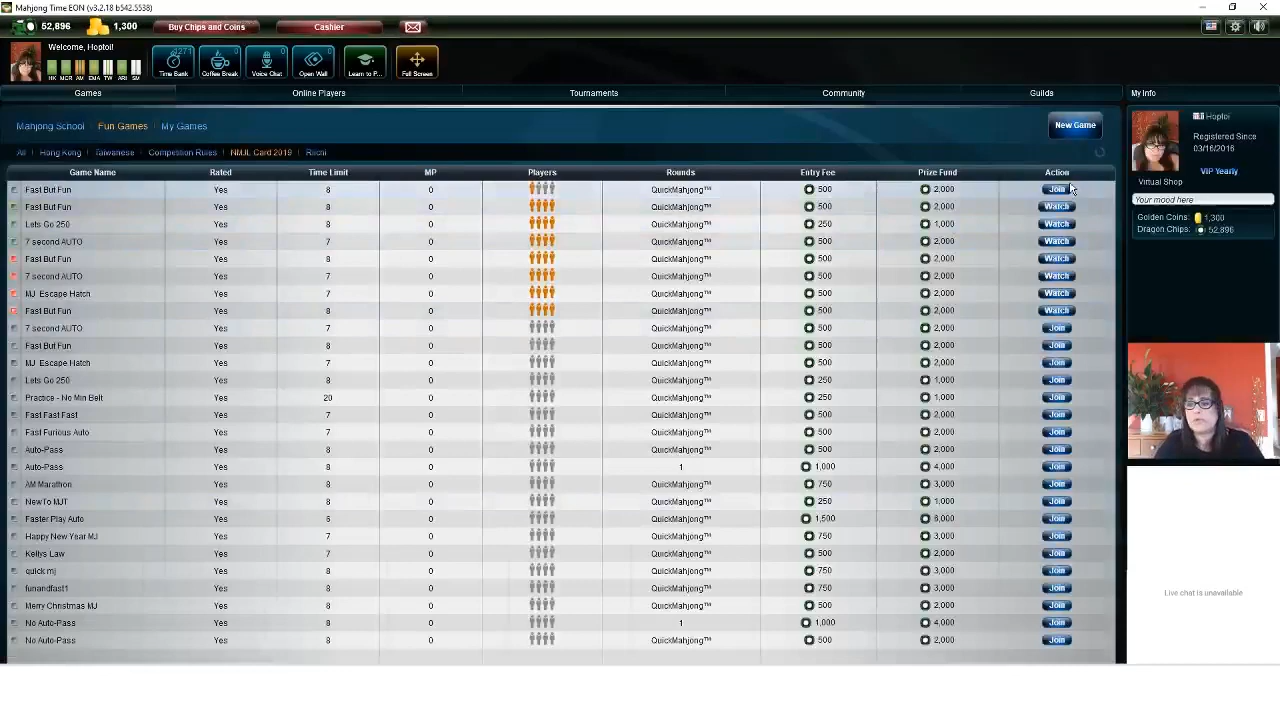 Mahjong Time EON (v3.2.18 b542.5538)
52,896 1,300 Buy Chips and Coins Cashier
Welcome, Hoptoi!
HK MCR AM EMA TW ARI SM
4271 Time Bank
0 Coffee Break
0 Voice Chat
0 Open Wall
Learn to P...
Full Screen
Games Online Players Tournaments Community Guilds My Info
Mahjong School Fun Games My Games New Game
All Hong Kong Taiwanese Competition Rules NMJL Card 2019 Riichi
Game Name Rated Time Limit MP Players Rounds Entry Fee Prize Fund Action
Fast But Fun Yes 8 0 QuickMahjong™ 500 2,000 Join
Fast But Fun Yes 8 0 QuickMahjong™ 500 2,000 Watch
Lets Go 250 Yes 8 0 QuickMahjong™ 250 1,000 Watch
7 second AUTO Yes 7 0 QuickMahjong™ 500 2,000 Watch
Fast But Fun Yes 8 0 QuickMahjong™ 500 2,000 Watch
7 second AUTO Yes 7 0 QuickMahjong™ 500 2,000 Watch
MJ Escape Hatch Yes 7 0 QuickMahjong™ 500 2,000 Watch
Fast But Fun Yes 8 0 QuickMahjong™ 500 2,000 Watch
7 second AUTO Yes 7 0 QuickMahjong™ 500 2,000 Join
Fast But Fun Yes 8 0 QuickMahjong™ 500 2,000 Join
MJ Escape Hatch Yes 7 0 QuickMahjong™ 500 2,000 Join
Lets Go 250 Yes 8 0 QuickMahjong™ 250 1,000 Join
Practice - No Min Belt Yes 20 0 QuickMahjong™ 250 1,000 Join
Fast Fast Fast Yes 7 0 QuickMahjong™ 500 2,000 Join
Fast Furious Auto Yes 7 0 QuickMahjong™ 500 2,000 Join
Auto-Pass Yes 8 0 QuickMahjong™ 500 2,000 Join
Auto-Pass Yes 8 0 1 1,000 4,000 Join
AM Marathon Yes 8 0 QuickMahjong™ 750 3,000 Join
NewTo MJT Yes 8 0 QuickMahjong™ 250 1,000 Join
Faster Play Auto Yes 6 0 QuickMahjong™ 1,500 6,000 Join
Happy New Year MJ Yes 7 0 QuickMahjong™ 750 3,000 Join
Kellys Law Yes 7 0 QuickMahjong™ 500 2,000 Join
quick mj Yes 8 0 QuickMahjong™ 750 3,000 Join
funandfast1 Yes 8 0 QuickMahjong™ 750 3,000 Join
Merry Christmas MJ Yes 8 0 QuickMahjong™ 500 2,000 Join
No Auto-Pass Yes 8 0 1 1,000 4,000 Join
No Auto-Pass Yes 8 0 QuickMahjong™ 500 2,000 Join
Hoptoi
Registered Since
03/16/2016
VIP Yearly
Virtual Shop
Your mood here
Golden Coins: 1,300
Dragon Chips: 52,896
Live chat is unavailable